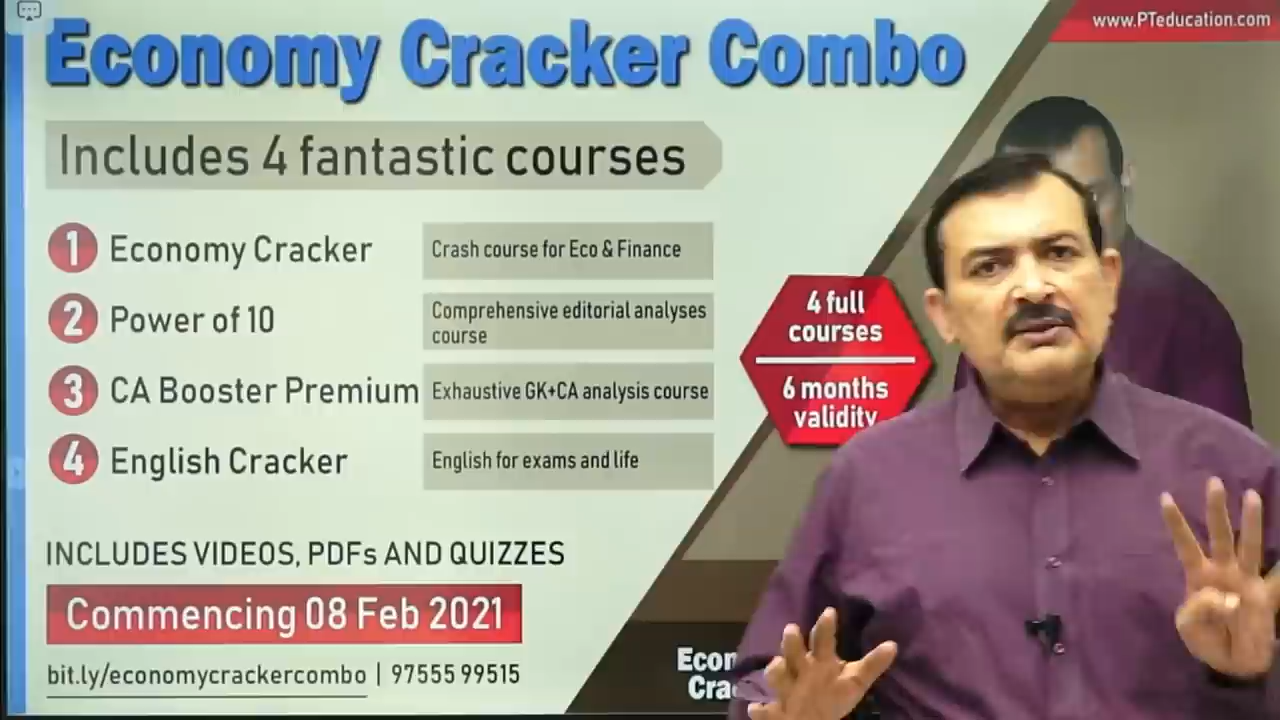 www.PTeducation.com
Economy Cracker Combo
Includes 4 fantastic courses
1 Economy Cracker
Crash course for Eco & Finance
2 Power of 10
Comprehensive editorial analyses
course
3 CA Booster Premium
Exhaustive GK+CA analysis course
4 English Cracker
English for exams and life
4 full
courses
6 months
validity
INCLUDES VIDEOS, PDFs AND QUIZZES
Commencing 08 Feb 2021
bit.ly/economycrackercombo | 97555 99515